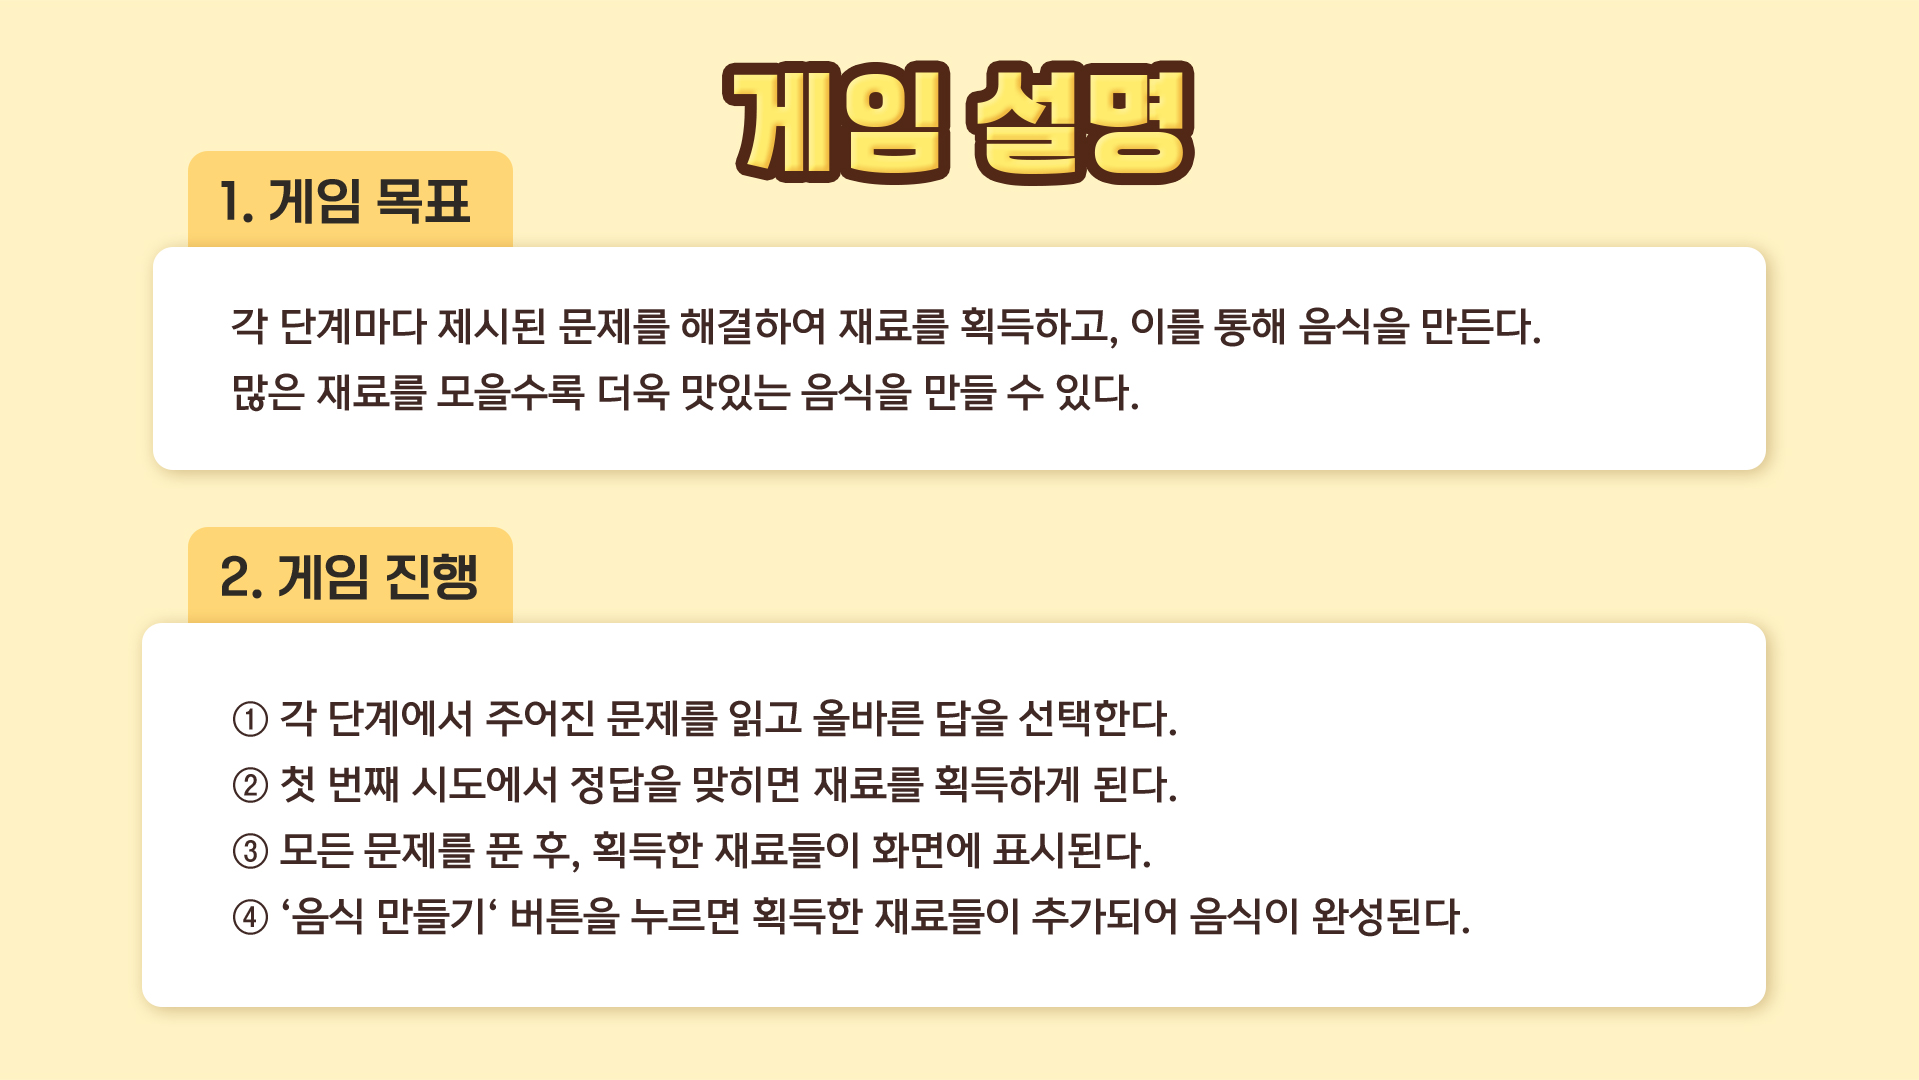 게임 설명
1. 게임 목표
각 단계마다 제시된 문제를 해결하여 재료를 획득하고, 이를 통해 음식을 만든다.
많은 재료를 모을수록 더욱 맛있는 음식을 만들 수 있다.
2. 게임 진행
① 각 단계에서 주어진 문제를 읽고 올바른 답을 선택한다.
② 첫 번째 시도에서 정답을 맞히면 재료를 획득하게 된다.
③ 모든 문제를 푼 후, 획득한 재료들이 화면에 표시된다.
④ ‘음식 만들기‘ 버튼을 누르면 획득한 재료들이 추가되어 음식이 완성된다.